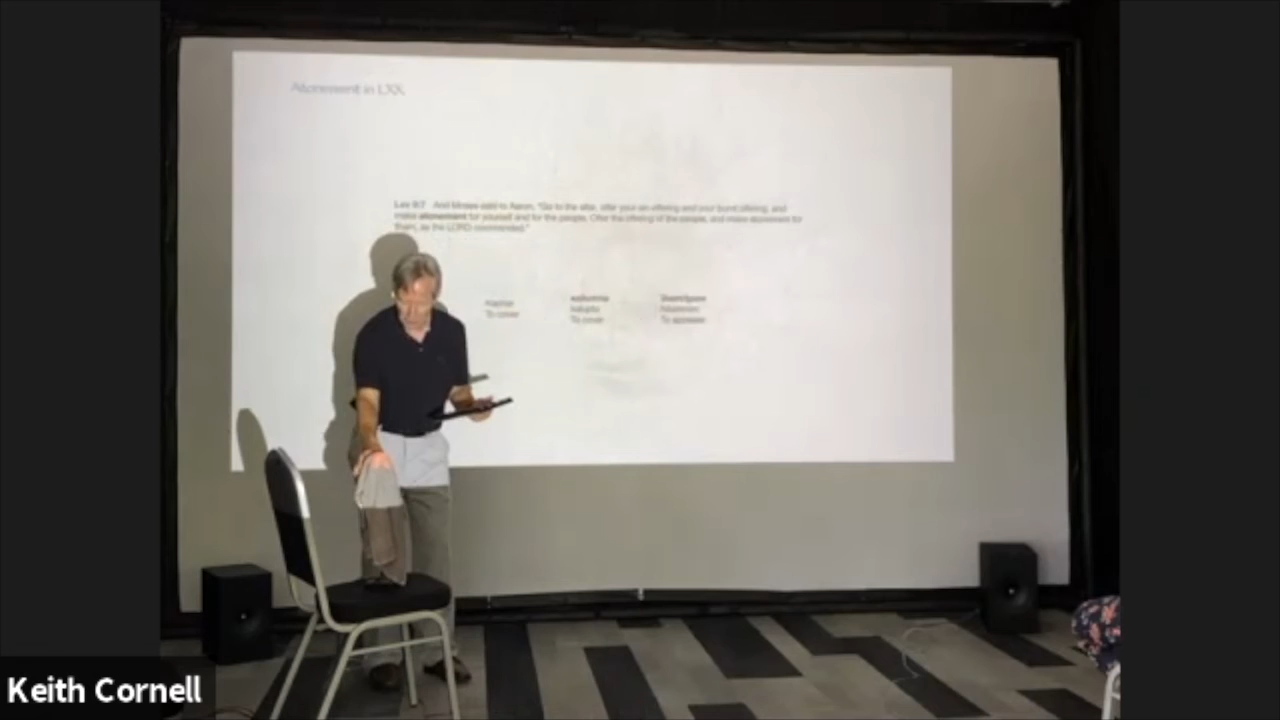 Atonement in LXX
Lev 9:7 And Moses said to Aaron, "Go to the altar, offer your sin offering and your burnt offering, and
make atonement for yourself and for the people. Offer the offering of the people, and make atonement for
them, as the LORD commanded."
To cover
To cover
To appease
Keith Cornell